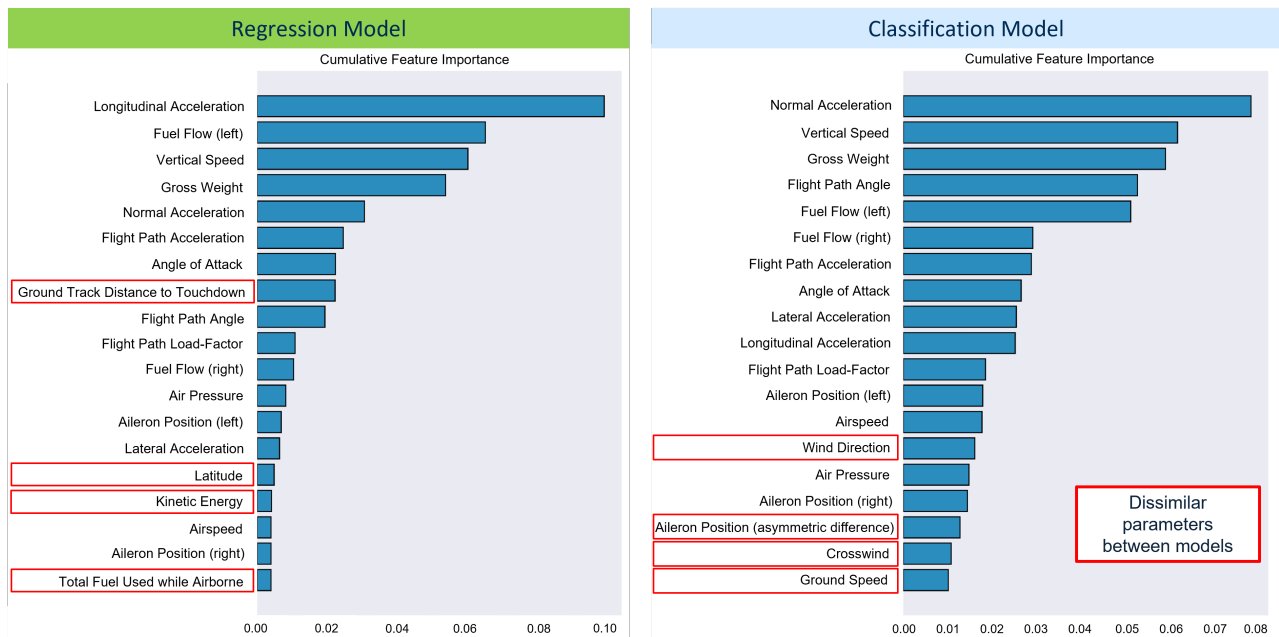 Regression Model
Cumulative Feature Importance
Longitudinal Acceleration
Fuel Flow (left)
Vertical Speed
Gross Weight
Normal Acceleration
Flight Path Acceleration
Angle of Attack
Ground Track Distance to Touchdown
Flight Path Angle
Flight Path Load-Factor
Fuel Flow (right)
Air Pressure
Aileron Position (left)
Lateral Acceleration
Latitude
Kinetic Energy
Airspeed
Aileron Position (right)
Total Fuel Used while Airborne
0.00 0.02 0.04 0.06 0.08 0.10
Classification Model
Cumulative Feature Importance
Normal Acceleration
Vertical Speed
Gross Weight
Flight Path Angle
Fuel Flow (left)
Fuel Flow (right)
Flight Path Acceleration
Angle of Attack
Lateral Acceleration
Longitudinal Acceleration
Flight Path Load-Factor
Aileron Position (left)
Airspeed
Wind Direction
Air Pressure
Aileron Position (right)
Aileron Position (asymmetric difference)
Crosswind
Ground Speed
Dissimilar
parameters
between models
0.00 0.01 0.02 0.03 0.04 0.05 0.06 0.07 0.08